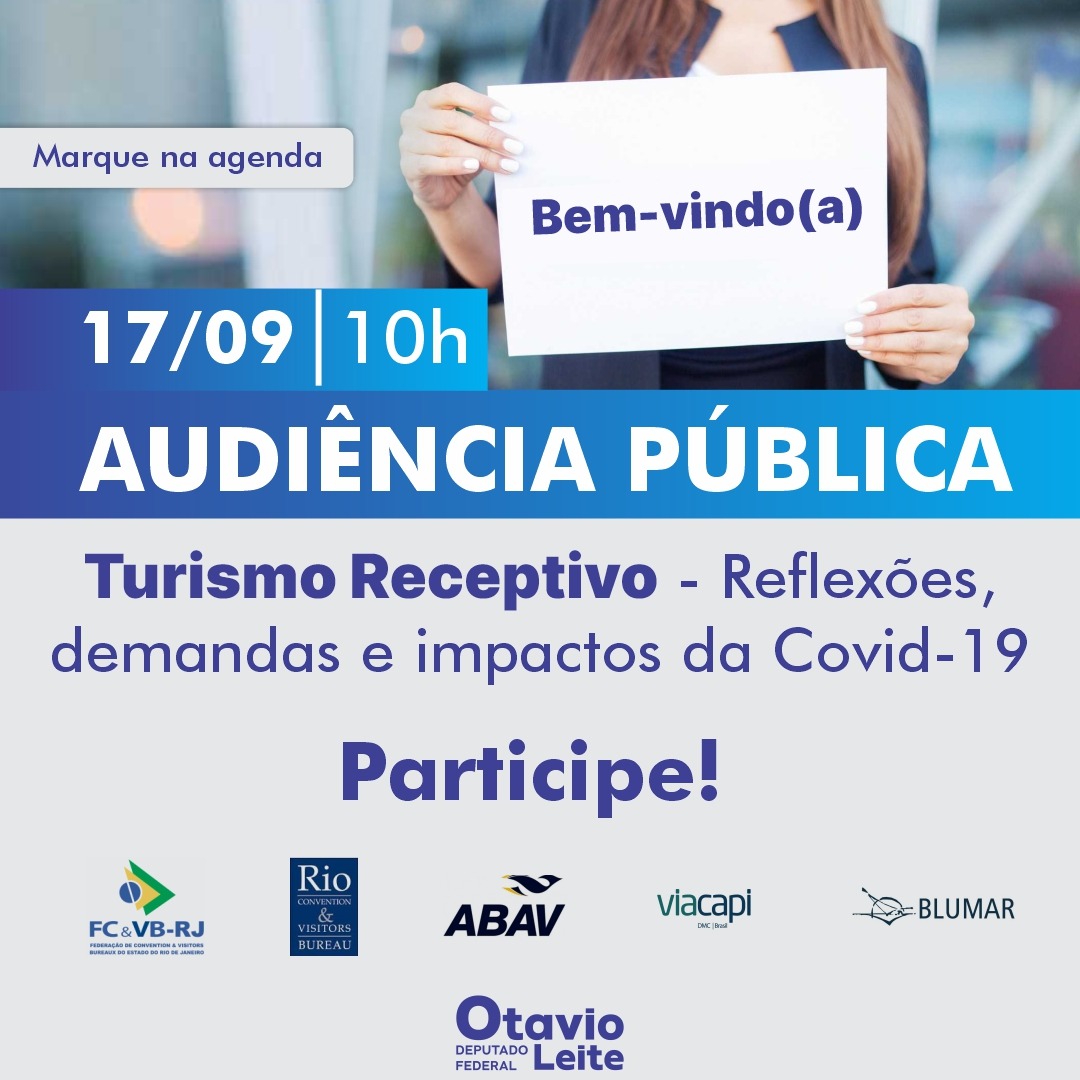 Marque na agenda
Bem-vindo(a)
17/09 | 10h
AUDIÊNCIA PÚBLICA
Turismo Receptivo - Reflexões,
demandas e impactos da Covid-19
Participe!
FC&VB-RJ
FEDERAÇÃO DE CONVENTION & VISITORS
BUREAUX DO ESTADO DO RIO DE JANEIRO
Rio
CONVENTION
&
VISITORS
BUREAU
ABAV
viacapi
DMC | Brasil
BLUMAR
Otavio
DEPUTADO
FEDERAL
Leite